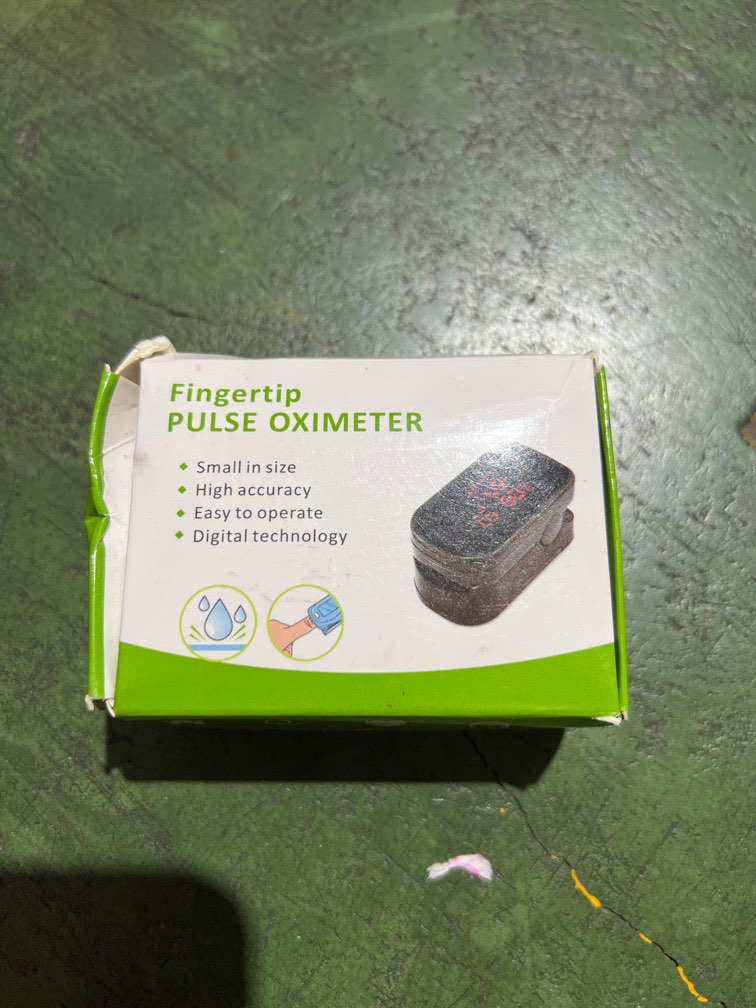 Fingertip
PULSE OXIMETER
Small in size
High accuracy
Easy to operate
Digital technology